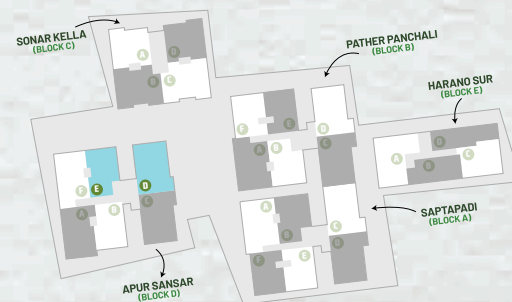 SONAR KELLA
(BLOCK C)
A
D
B
C
PATHER PANCHALI
(BLOCK B)
HARANO SUR
(BLOCK E)
F
E
D
A
B
C
A
D
B
C
F
E
D
A
B
C
A
B
C
F
E
D
SAPTAPADI
(BLOCK A)
APUR SANSAR
(BLOCK D)